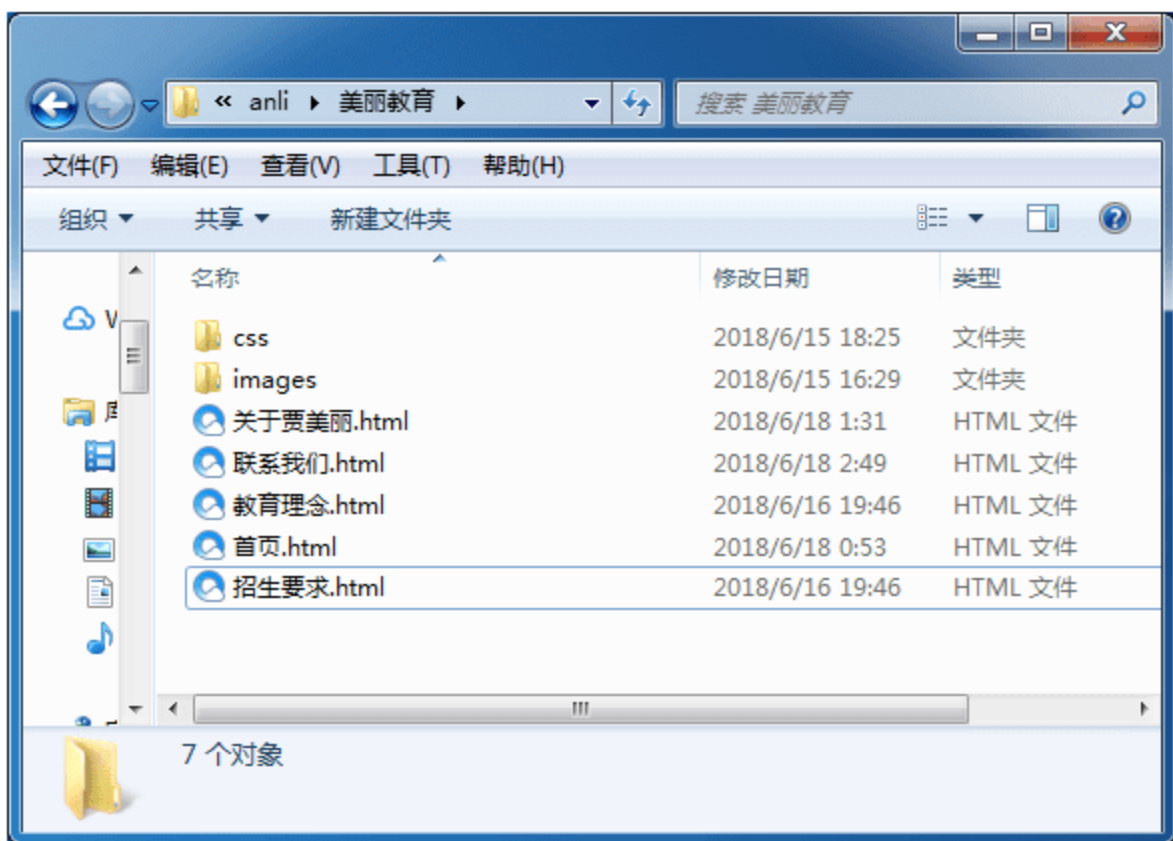 « anli ▸ 美丽教育 ▸ 搜索 美丽教育
文件(F) 编辑(E) 查看(V) 工具(T) 帮助(H)
组织 共享 新建文件夹
名称 修改日期 类型
css 2018/6/15 18:25 文件夹
images 2018/6/15 16:29 文件夹
关于贾美丽.html 2018/6/18 1:31 HTML 文件
联系我们.html 2018/6/18 2:49 HTML 文件
教育理念.html 2018/6/16 19:46 HTML 文件
首页.html 2018/6/18 0:53 HTML 文件
招生要求.html 2018/6/16 19:46 HTML 文件
7 个对象